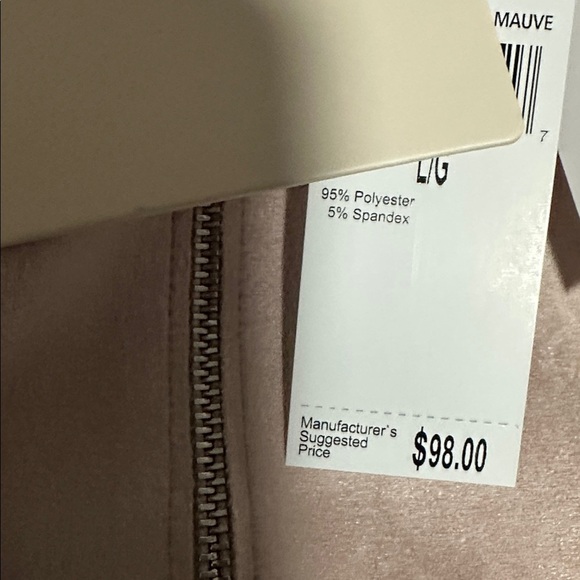 MAUVE
7
L/G
95% Polyester
5% Spandex
Manufacturer's
Suggested
Price
$98.00